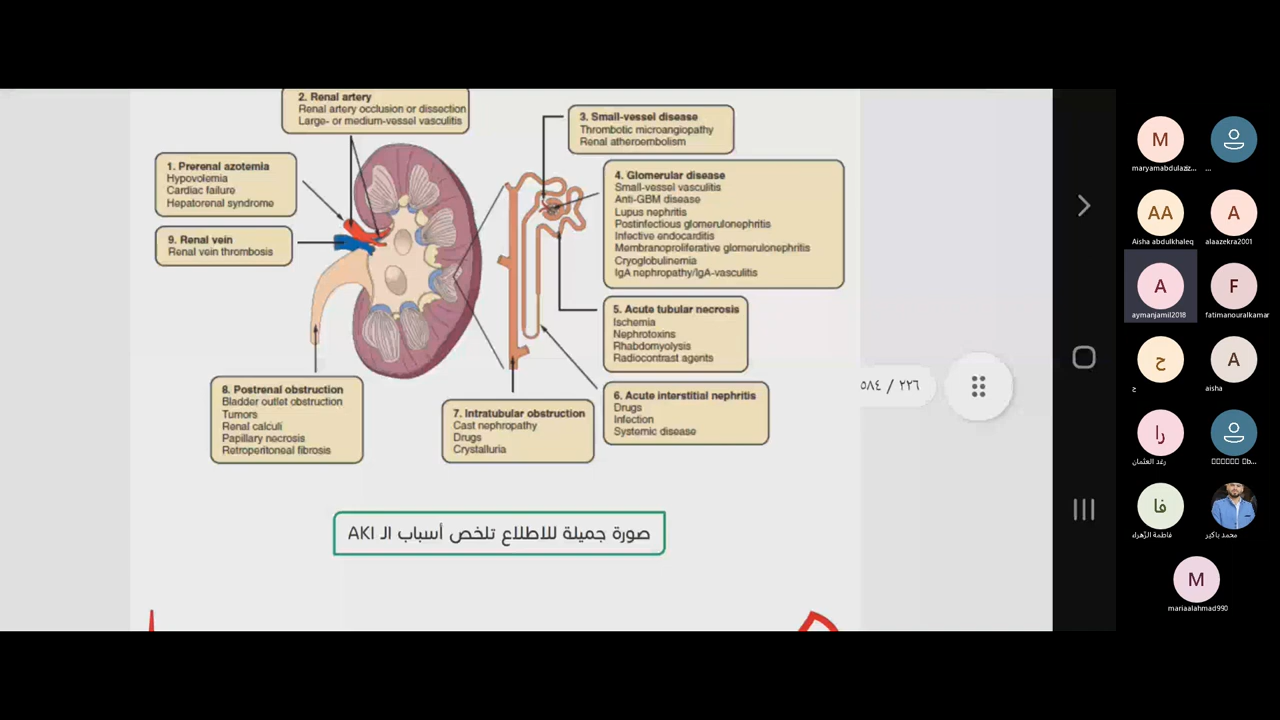 2. Renal artery
Renal artery occlusion or dissection
Large- or medium-vessel vasculitis
3. Small-vessel disease
Thrombotic microangiopathy
Renal atheroembolism
1. Prerenal azotemia
Hypovolemia
Cardiac failure
Hepatorenal syndrome
4. Glomerular disease
Small-vessel vasculitis
Anti-GBM disease
Lupus nephritis
Postinfectious glomerulonephritis
Infective endocarditis
Membranoproliferative glomerulonephritis
Cryoglobulinemia
IgA nephropathy/IgA-vasculitis
9. Renal vein
Renal vein thrombosis
5. Acute tubular necrosis
Ischemia
Nephrotoxins
Rhabdomyolysis
Radiocontrast agents
8. Postrenal obstruction
Bladder outlet obstruction
Tumors
Renal calculi
Papillary necrosis
Retroperitoneal fibrosis
7. Intratubular obstruction
Cast nephropathy
Drugs
Crystalluria
6. Acute interstitial nephritis
Drugs
Infection
Systemic disease
٥٨٤ / ٢٢٦
صورة جميلة للاطلاع تلخص أسباب الـ AKI
M
maryamabdulaziz...
...
AA
Aisha abdulkhaleq
A
alaazekra2001
A
aymanjamil2018
F
fatimanouralkamar
ح
ح
A
aisha
را
رغد العثمان
فا
فاطمة الزهراء
محمد باكير
M
mariaalahmad990